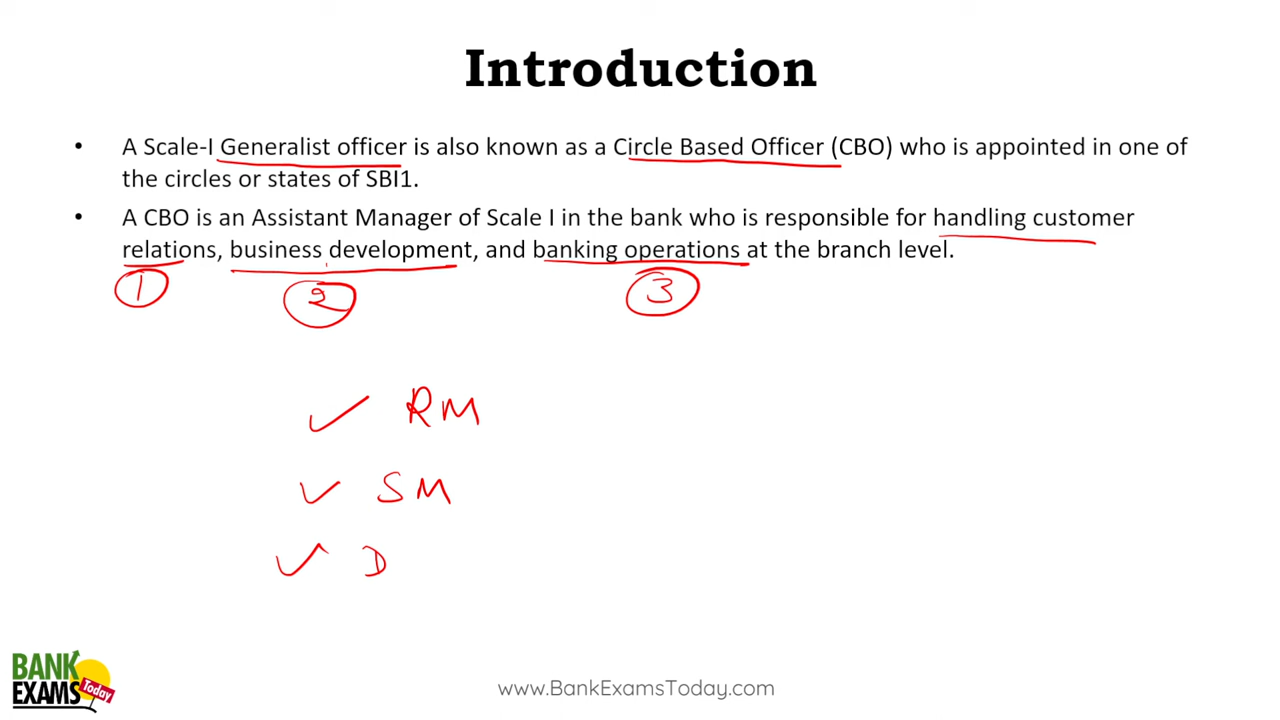 Introduction
• A Scale-I Generalist officer is also known as a Circle Based Officer (CBO) who is appointed in one of
the circles or states of SBI1.
• A CBO is an Assistant Manager of Scale I in the bank who is responsible for handling customer
relations, business development, and banking operations at the branch level.
1 2 3
✓ RM
✓ SM
✓ D
BANK
EXAMS Today
www.BankExamsToday.com